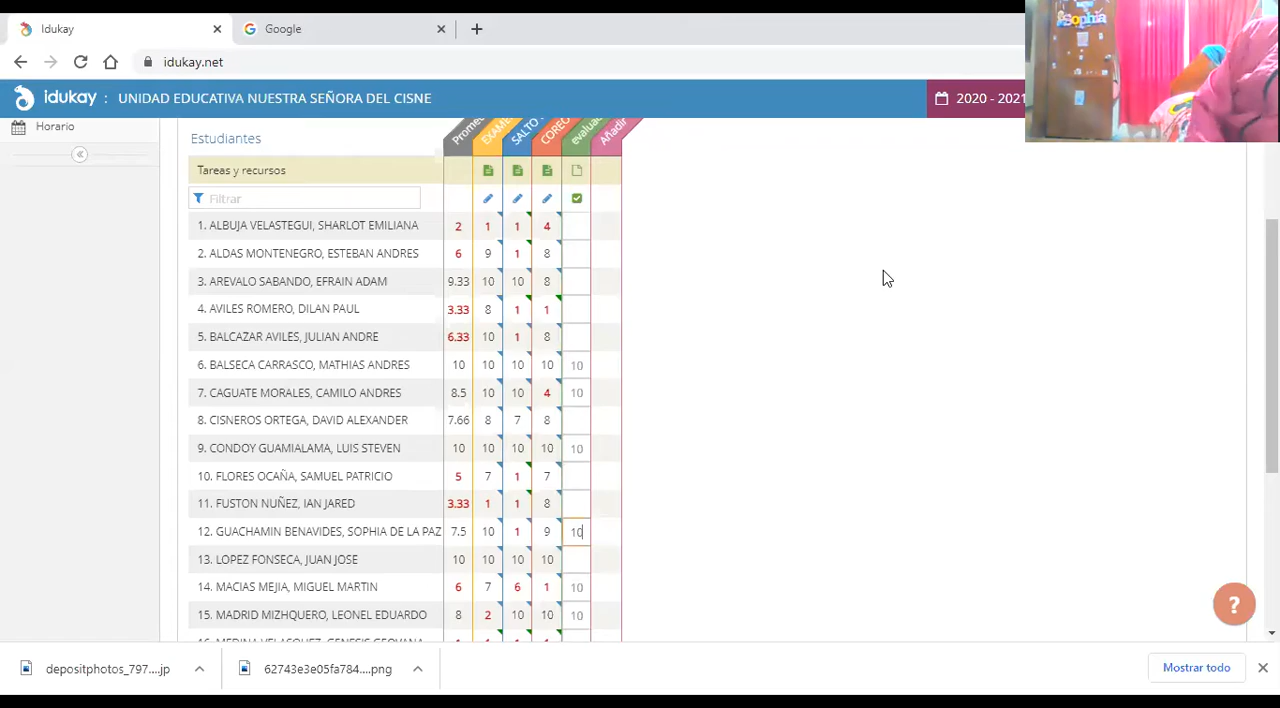 Idukay
Google
idukay.net
idukay : UNIDAD EDUCATIVA NUESTRA SEÑORA DEL CISNE
2020 - 2021
Sophia
Horario
Estudiantes
Tareas y recursos
Filtrar
1. ALBUJA VELASTEGUI, SHARLOT EMILIANA 2 1 1 4
2. ALDAS MONTENEGRO, ESTEBAN ANDRES 6 9 1 8
3. AREVALO SABANDO, EFRAIN ADAM 9.33 10 10 8
4. AVILES ROMERO, DILAN PAUL 3.33 8 1 1
5. BALCAZAR AVILES, JULIAN ANDRE 6.33 10 1 8
6. BALSECA CARRASCO, MATHIAS ANDRES 10 10 10 10 10
7. CAGUATE MORALES, CAMILO ANDRES 8.5 10 10 4 10
8. CISNEROS ORTEGA, DAVID ALEXANDER 7.66 8 7 8
9. CONDOY GUAMIALAMA, LUIS STEVEN 10 10 10 10 10
10. FLORES OCAÑA, SAMUEL PATRICIO 5 7 1 7
11. FUSTON NUÑEZ, IAN JARED 3.33 1 1 8
12. GUACHAMIN BENAVIDES, SOPHIA DE LA PAZ 7.5 10 1 9 10
13. LOPEZ FONSECA, JUAN JOSE 10 10 10 10
14. MACIAS MEJIA, MIGUEL MARTIN 6 7 6 1 10
15. MADRID MIZHQUERO, LEONEL EDUARDO 8 2 10 10 10
16. MEDINA VELASQUEZ, GENESIS GEOVANA
?
depositphotos_797....jp
62743e3e05fa784....png
Mostrar todo